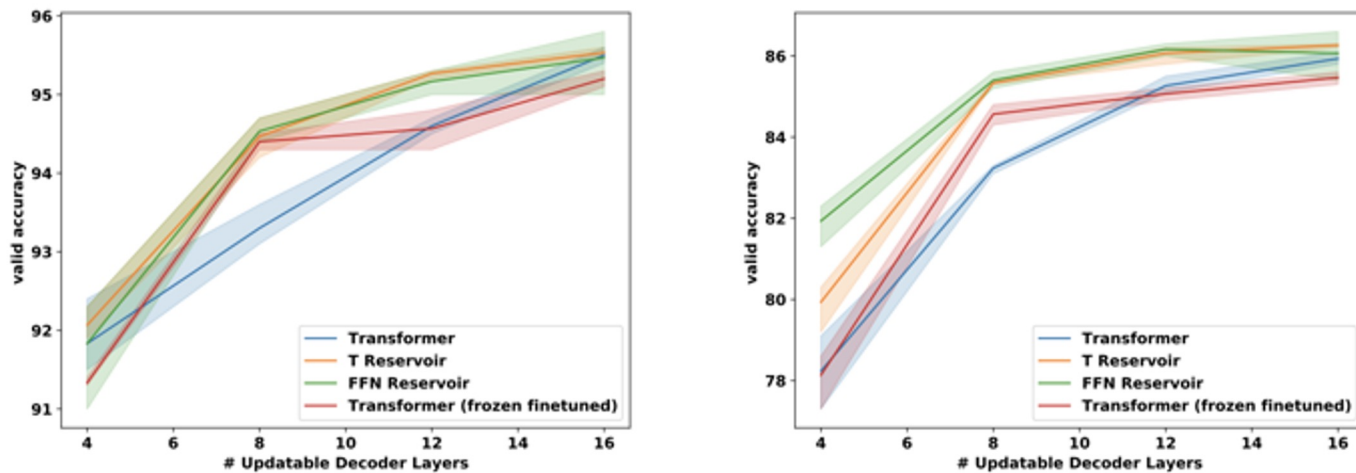 96
95
94
93
92
91
valid accuracy
4 6 8 10 12 14 16
# Updatable Decoder Layers
Transformer
T Reservoir
FFN Reservoir
Transformer (frozen finetuned)
86
84
82
80
78
valid accuracy
4 6 8 10 12 14 16
# Updatable Decoder Layers
Transformer
T Reservoir
FFN Reservoir
Transformer (frozen finetuned)